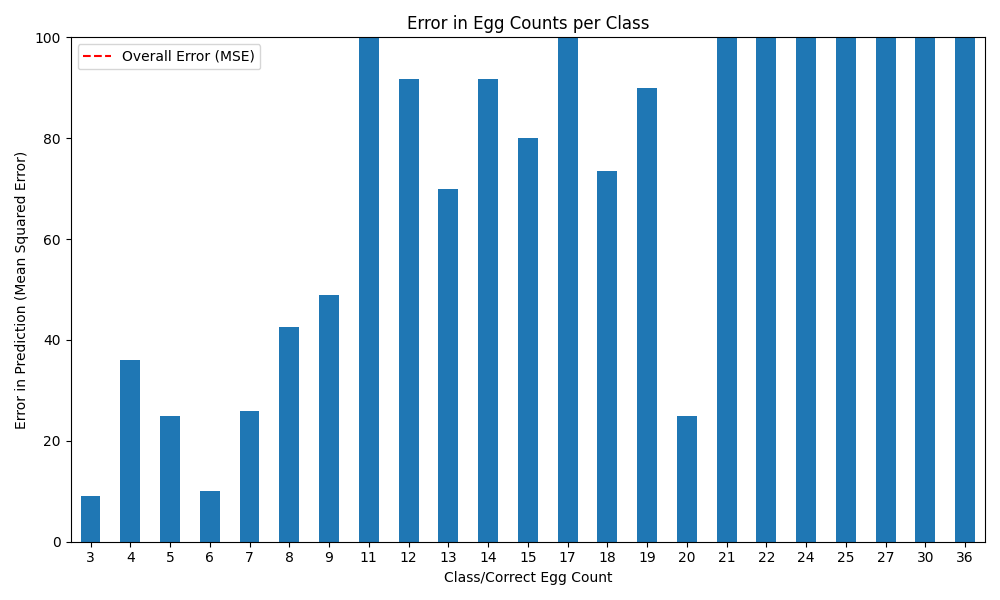 Error in Egg Counts per Class
Overall Error (MSE)
Error in Prediction (Mean Squared Error)
100
80
60
40
20
0
3 4 5 6 7 8 9 11 12 13 14 15 17 18 19 20 21 22 24 25 27 30 36
Class/Correct Egg Count